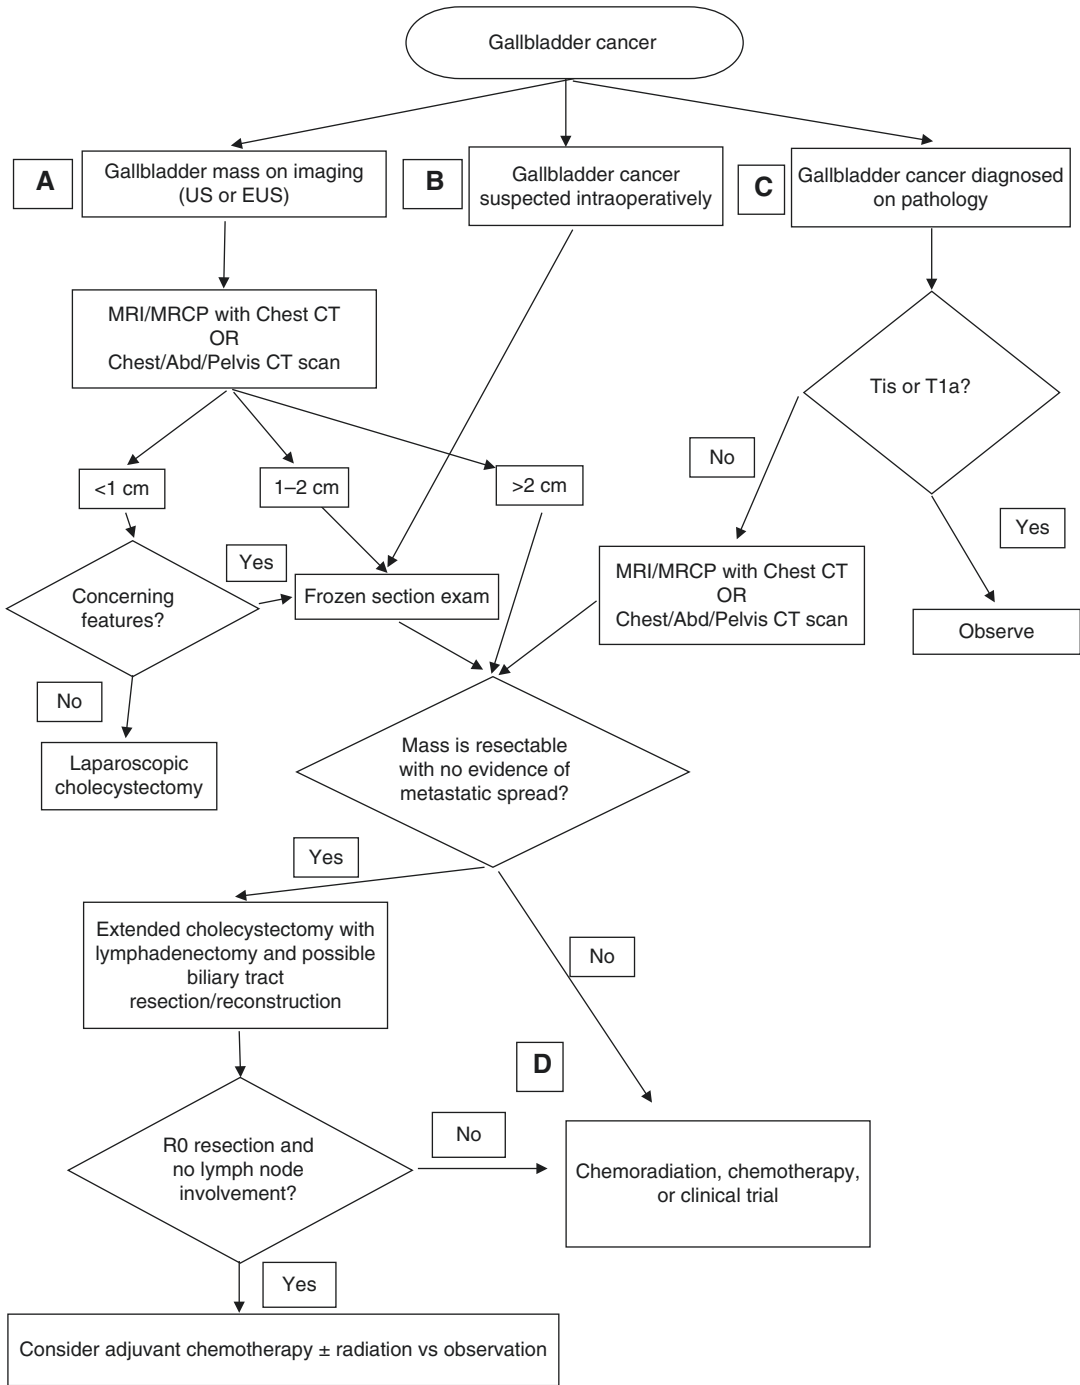 Gallbladder cancer
A
Gallbladder mass on imaging
(US or EUS)
B
Gallbladder cancer
suspected intraoperatively
C
Gallbladder cancer diagnosed
on pathology
MRI/MRCP with Chest CT
OR
Chest/Abd/Pelvis CT scan
Tis or T1a?
No
Yes
<1 cm
1–2 cm
>2 cm
Concerning
features?
Yes
Frozen section exam
MRI/MRCP with Chest CT
OR
Chest/Abd/Pelvis CT scan
Observe
No
Laparoscopic
cholecystectomy
Mass is resectable
with no evidence of
metastatic spread?
Yes
Extended cholecystectomy with
lymphadenectomy and possible
biliary tract
resection/reconstruction
No
D
R0 resection and
no lymph node
involvement?
No
Chemoradiation, chemotherapy,
or clinical trial
Yes
Consider adjuvant chemotherapy ± radiation vs observation